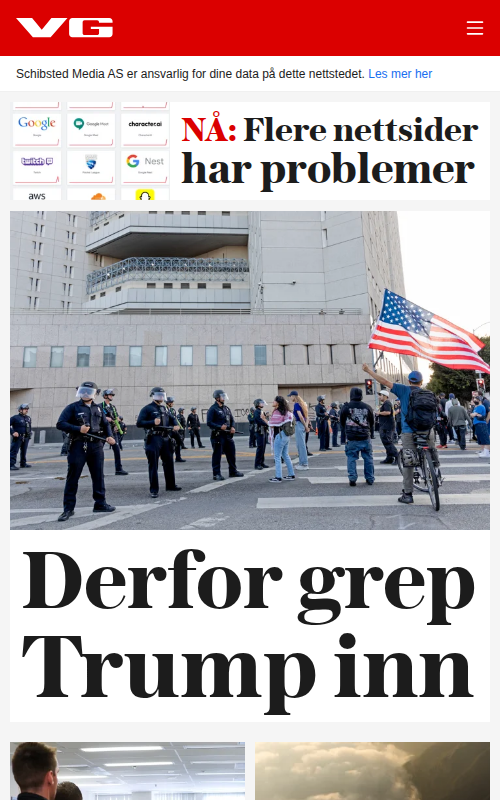 VG
Schibsted Media AS er ansvarlig for dine data på dette nettstedet. Les mer her
Google
character.ai
twitch
Google Nest
aws
NÅ: Flere nettsider
har problemer
Derfor grep
Trump inn